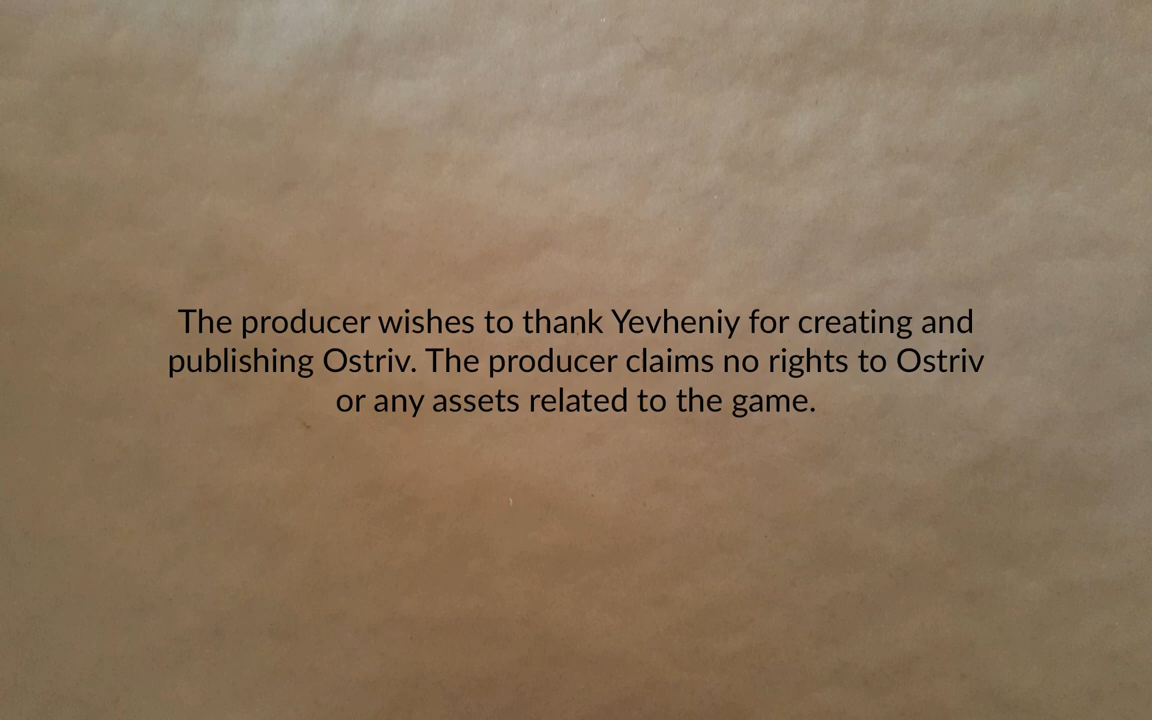 The producer wishes to thank Yevheniy for creating and
publishing Ostriv. The producer claims no rights to Ostriv
or any assets related to the game.